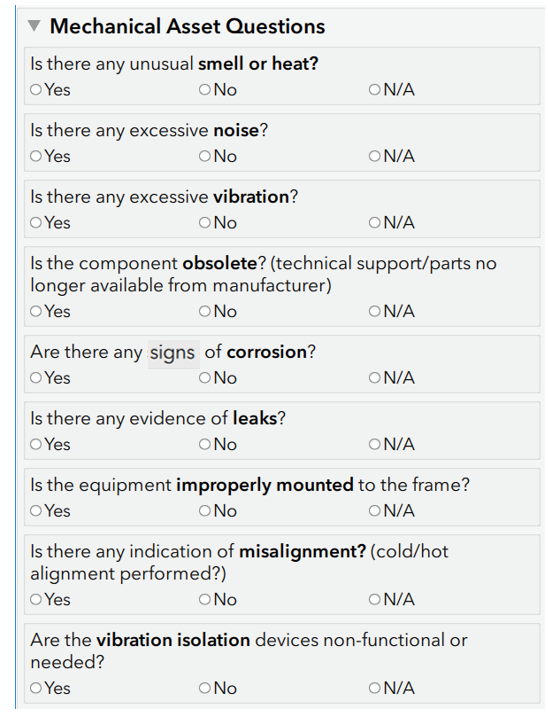 Mechanical Asset Questions
Is there any unusual smell or heat?
Yes No N/A
Is there any excessive noise?
Yes No N/A
Is there any excessive vibration?
Yes No N/A
Is the component obsolete? (technical support/parts no
longer available from manufacturer)
Yes No N/A
Are there any signs of corrosion?
Yes No N/A
Is there any evidence of leaks?
Yes No N/A
Is the equipment improperly mounted to the frame?
Yes No N/A
Is there any indication of misalignment? (cold/hot
alignment performed?)
Yes No N/A
Are the vibration isolation devices non-functional or
needed?
Yes No N/A